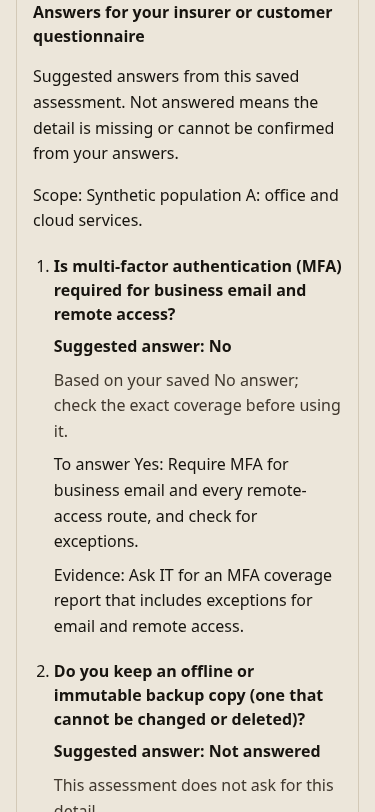 Answers for your insurer or customer
questionnaire
Suggested answers from this saved
assessment. Not answered means the
detail is missing or cannot be confirmed
from your answers.
Scope: Synthetic population A: office and
cloud services.
1. Is multi-factor authentication (MFA)
required for business email and
remote access?
Suggested answer: No
Based on your saved No answer;
check the exact coverage before using
it.
To answer Yes: Require MFA for
business email and every remote-
access route, and check for
exceptions.
Evidence: Ask IT for an MFA coverage
report that includes exceptions for
email and remote access.
2. Do you keep an offline or
immutable backup copy (one that
cannot be changed or deleted)?
Suggested answer: Not answered
This assessment does not ask for this
detail.